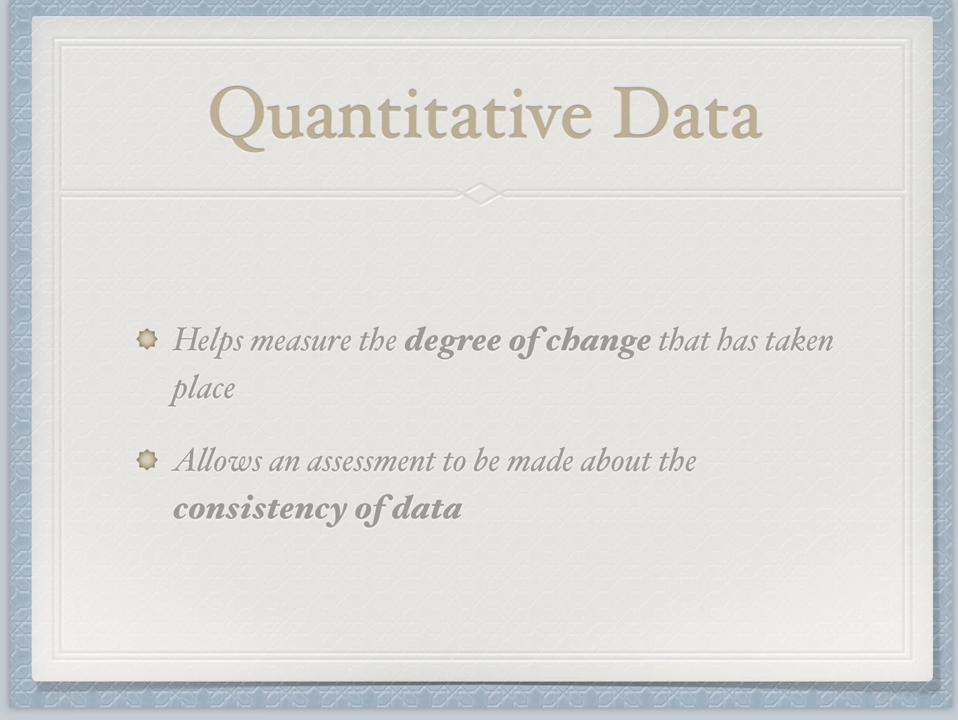 Quantitative Data
Helps measure the degree of change that has taken
place
Allows an assessment to be made about the
consistency of data